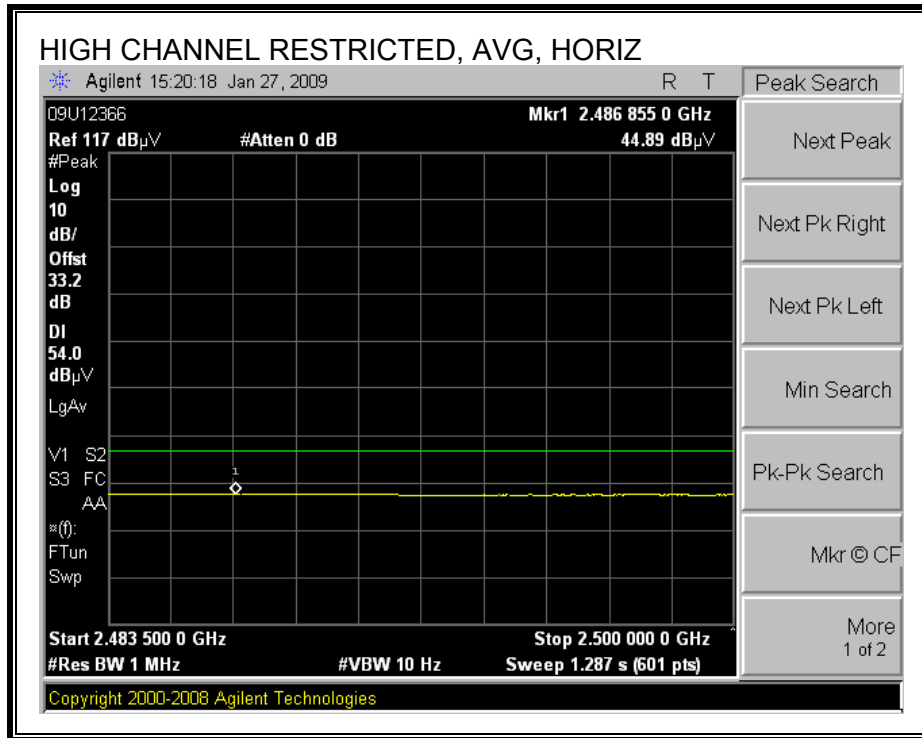 HIGH CHANNEL RESTRICTED, AVG, HORIZ
Agilent 15:20:18 Jan 27, 2009
R T
Peak Search
09U12366
Mkr1 2.486 855 0 GHz
Ref 117 dBµV
#Atten 0 dB
44.89 dBµV
#Peak
Log
10
dB/
Offst
33.2
dB
DI
54.0
dBµV
LgAv
V1 S2
S3 FC
AA
¤(f):
FTun
Swp
1
Start 2.483 500 0 GHz
Stop 2.500 000 0 GHz ^
#Res BW 1 MHz
#VBW 10 Hz
Sweep 1.287 s (601 pts)
Copyright 2000-2008 Agilent Technologies
Next Peak
Next Pk Right
Next Pk Left
Min Search
Pk-Pk Search
Mkr © CF
More
1 of 2